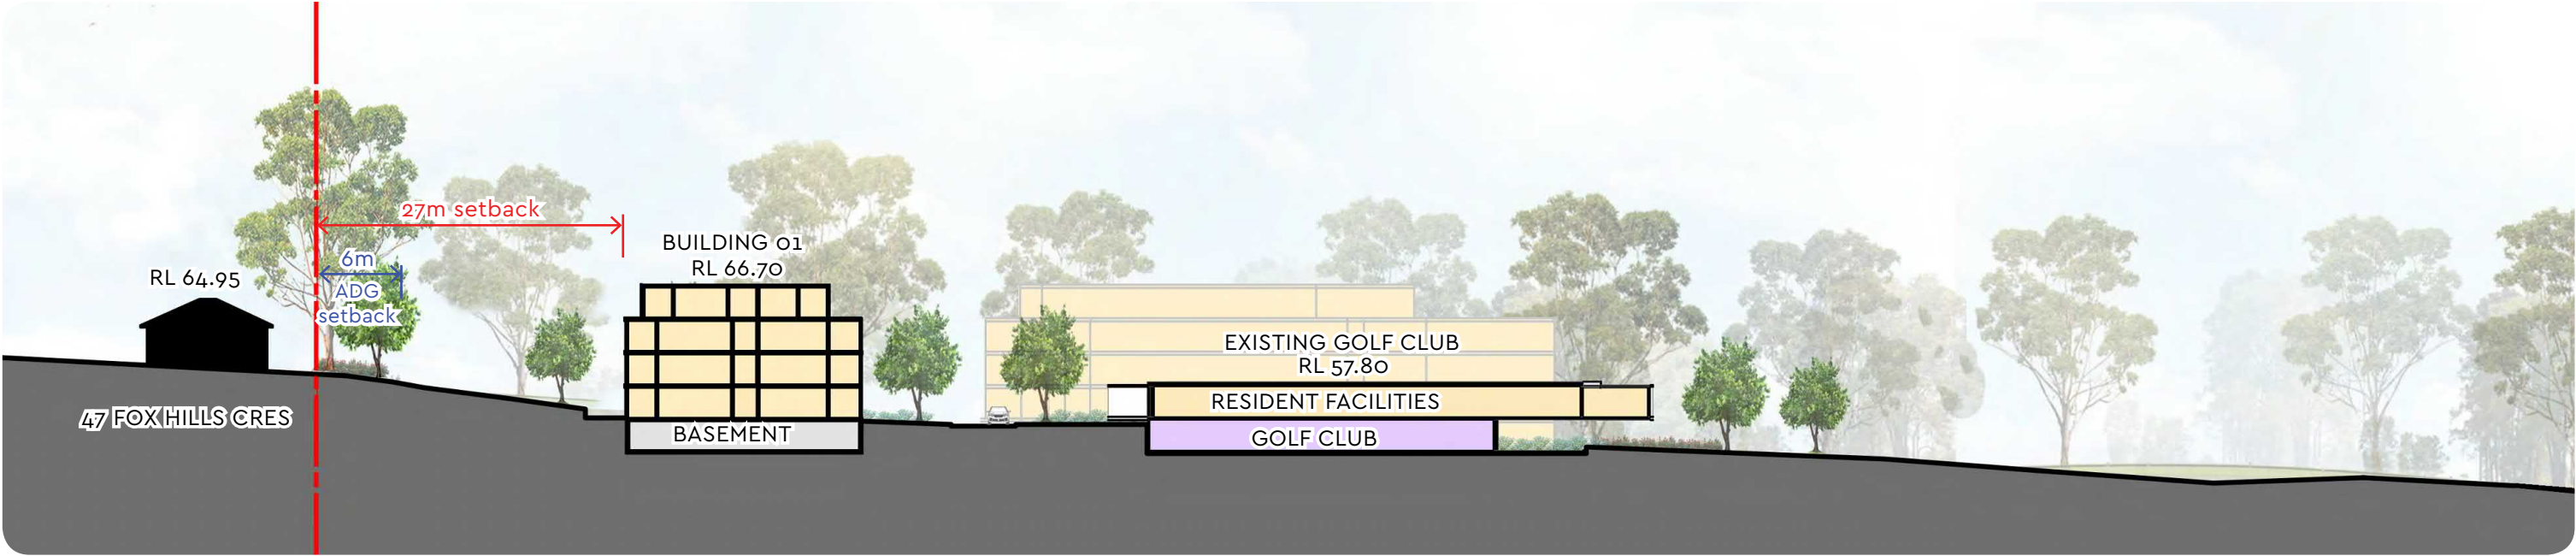 27m setback
6m
ADG
setback
RL 64.95
BUILDING 01
RL 66.70
47 FOX HILLS CRES
BASEMENT
EXISTING GOLF CLUB
RL 57.80
RESIDENT FACILITIES
GOLF CLUB